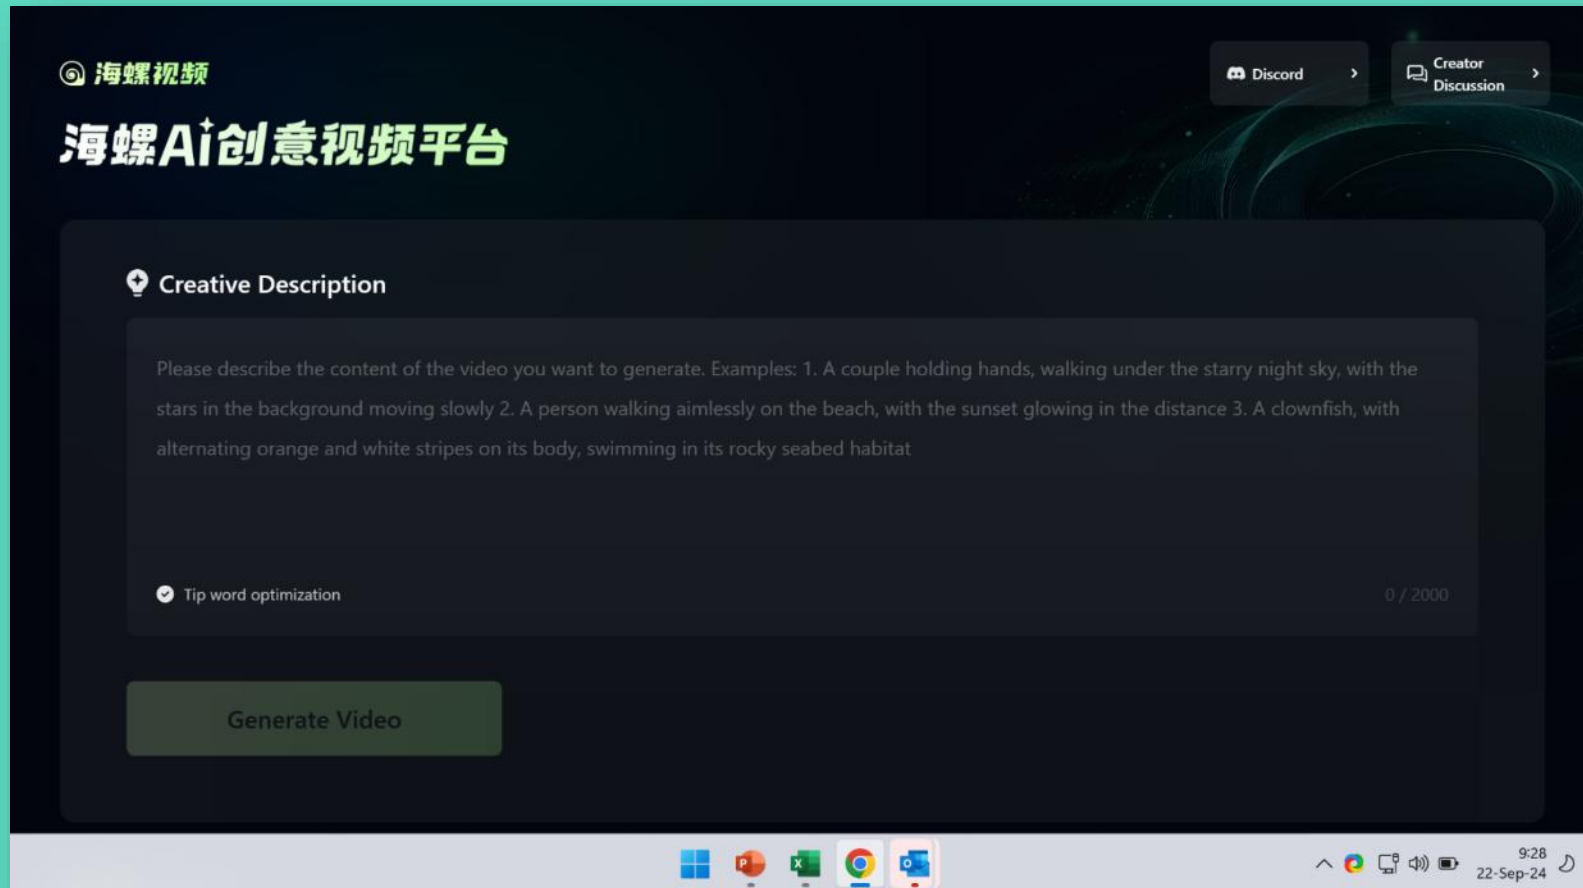 海螺视频
Discord
Creator
Discussion
海螺Ai创意视频平台
Creative Description
Please describe the content of the video you want to generate. Examples: 1. A couple holding hands, walking under the starry night sky, with the
stars in the background moving slowly 2. A person walking aimlessly on the beach, with the sunset glowing in the distance 3. A clownfish, with
alternating orange and white stripes on its body, swimming in its rocky seabed habitat
Tip word optimization
0 / 2000
Generate Video
9:28
22-Sep-24